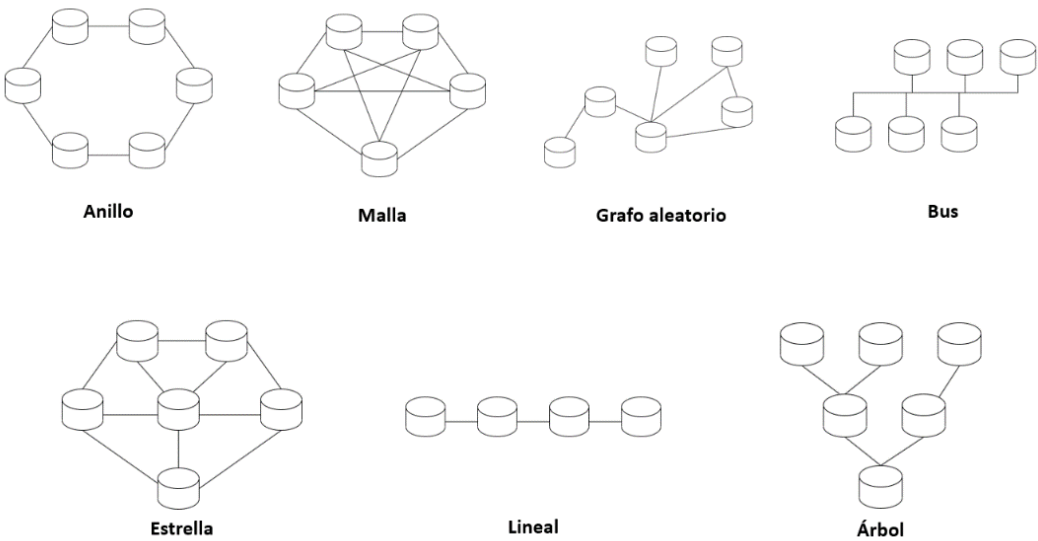 Anillo
Malla
Grafo aleatorio
Bus
Estrella
Lineal
Árbol